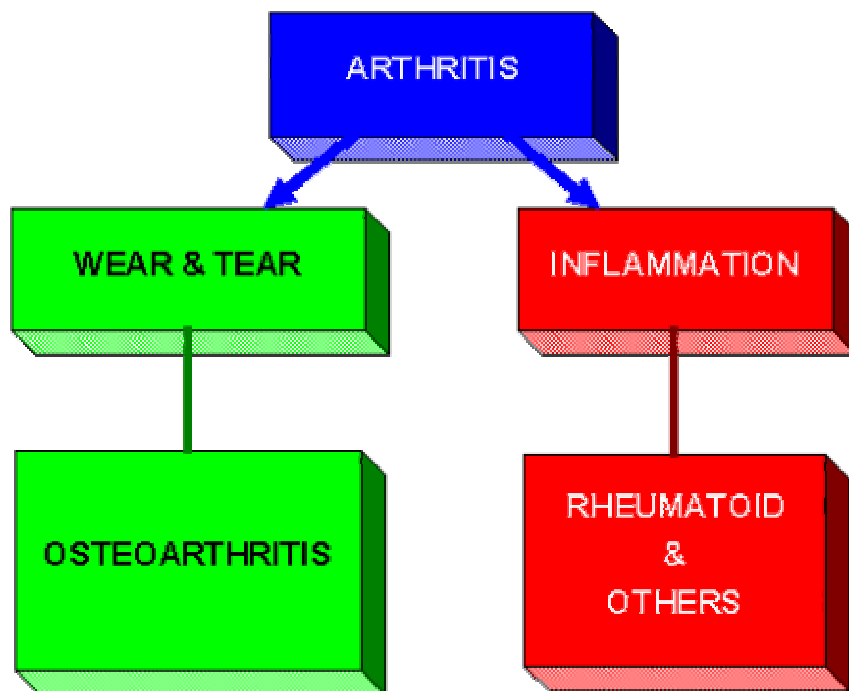 ARTHRITIS
WEAR & TEAR
INFLAMMATION
OSTEOARTHRITIS
RHEUMATOID
&
OTHERS